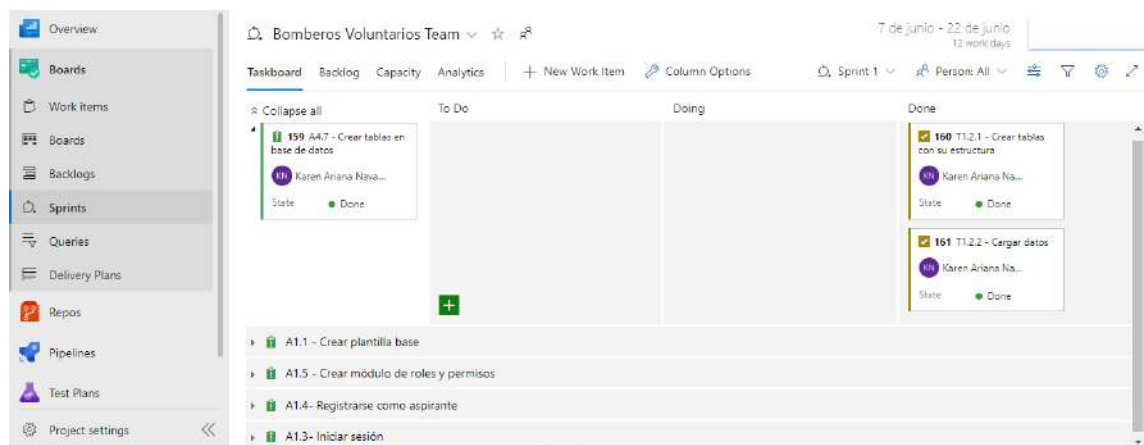 Overview
Boards
Work items
Boards
Backlogs
Sprints
Queries
Delivery Plans
Repos
Pipelines
Test Plans
Project settings
Bomberos Voluntarios Team
7 de junio - 22 de junio
12 work days
Taskboard Backlog Capacity Analytics New Work Item Column Options Sprint 1 Person: All
Collapse all To Do Doing Done
159 A4.7 - Crear tablas en
base de datos
KN Karen Ariana Nava...
State Done
160 T1.2.1 - Crear tablas
con su estructura
KN Karen Ariana Na...
State Done
161 T1.2.2 - Cargar datos
KN Karen Ariana Na...
State Done
A1.1 - Crear plantilla base
A1.5 - Crear módulo de roles y permisos
A1.4- Registrarse como aspirante
A1.3- Iniciar sesión